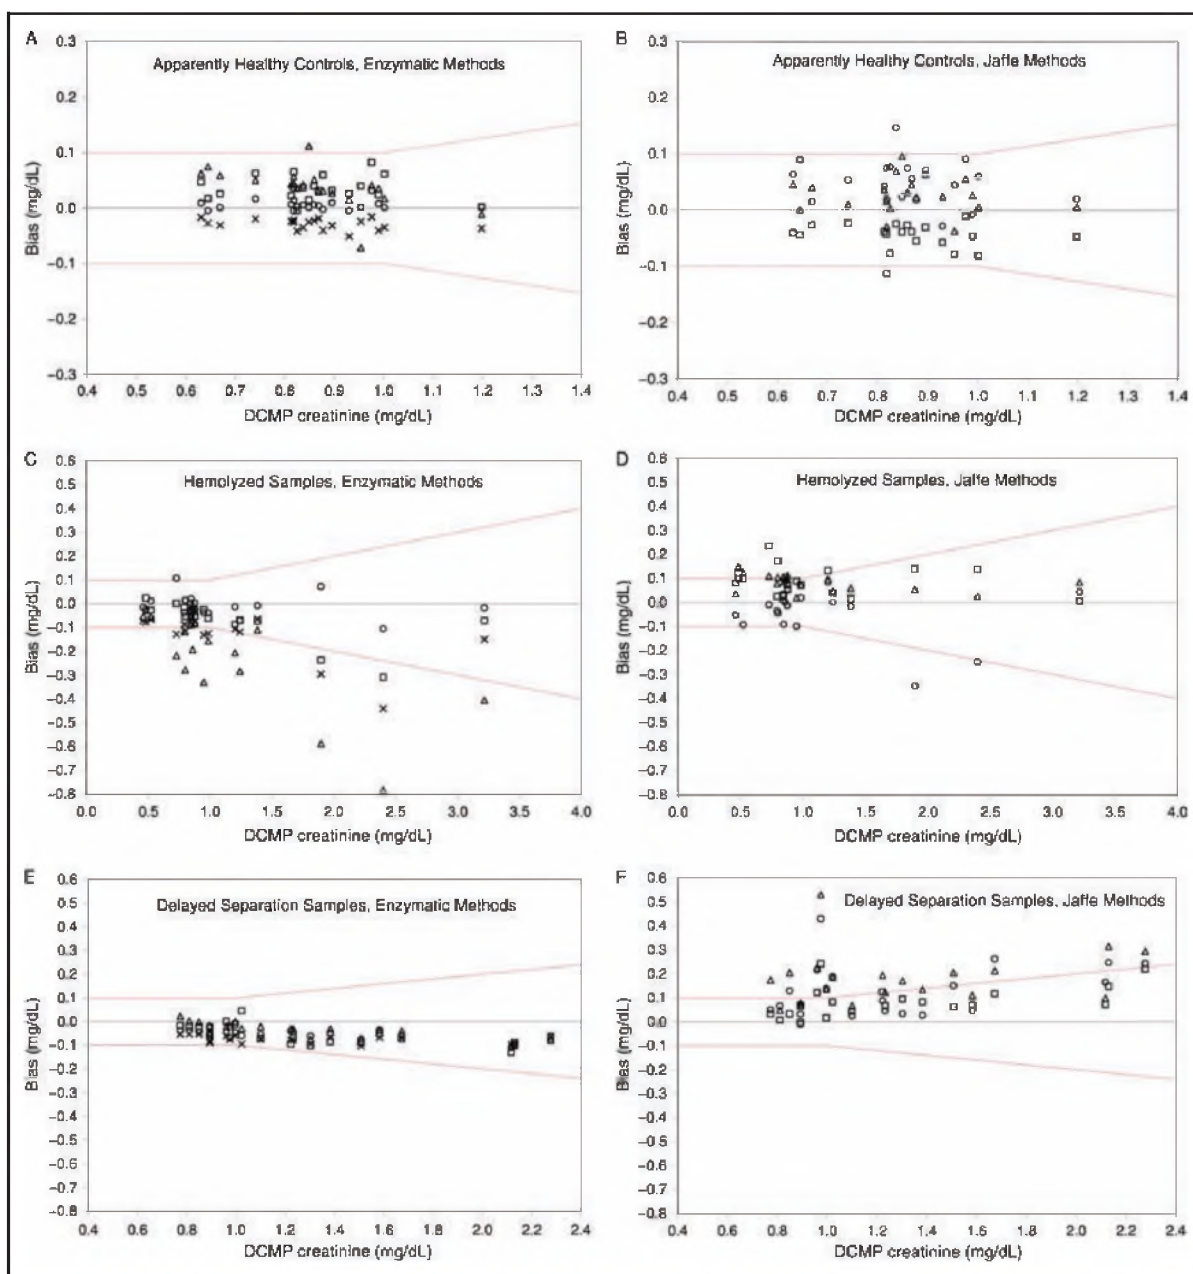 A
Apparently Healthy Controls, Enzymatic Methods
Bias (mg/dL)
0.3
0.2
0.1
0.0
−0.1
−0.2
−0.3
0.4 0.5 0.6 0.7 0.8 0.9 1.0 1.1 1.2 1.3 1.4
DCMP creatinine (mg/dL)
B
Apparently Healthy Controls, Jaffe Methods
Bias (mg/dL)
0.3
0.2
0.1
0.0
−0.1
−0.2
−0.3
0.4 0.5 0.6 0.7 0.8 0.9 1.0 1.1 1.2 1.3 1.4
DCMP creatinine (mg/dL)
C
Hemolyzed Samples, Enzymatic Methods
Bias (mg/dL)
0.6
0.5
0.4
0.3
0.2
0.1
0.0
−0.1
−0.2
−0.3
−0.4
−0.5
−0.6
−0.7
−0.8
0.0 0.5 1.0 1.5 2.0 2.5 3.0 3.5 4.0
DCMP creatinine (mg/dL)
D
Hemolyzed Samples, Jaffe Methods
Bias (mg/dL)
0.6
0.5
0.4
0.3
0.2
0.1
0.0
−0.1
−0.2
−0.3
−0.4
−0.5
−0.6
−0.7
−0.8
0.0 0.5 1.0 1.5 2.0 2.5 3.0 3.5 4.0
DCMP creatinine (mg/dL)
E
Delayed Separation Samples, Enzymatic Methods
Bias (mg/dL)
0.6
0.5
0.4
0.3
0.2
0.1
0.0
−0.1
−0.2
−0.3
−0.4
−0.5
−0.6
−0.7
−0.8
0.4 0.6 0.8 1.0 1.2 1.4 1.6 1.8 2.0 2.2 2.4
DCMP creatinine (mg/dL)
F
Delayed Separation Samples, Jaffe Methods
Bias (mg/dL)
0.6
0.5
0.4
0.3
0.2
0.1
0.0
−0.1
−0.2
−0.3
−0.4
−0.5
−0.6
−0.7
−0.8
0.4 0.6 0.8 1.0 1.2 1.4 1.6 1.8 2.0 2.2 2.4
DCMP creatinine (mg/dL)